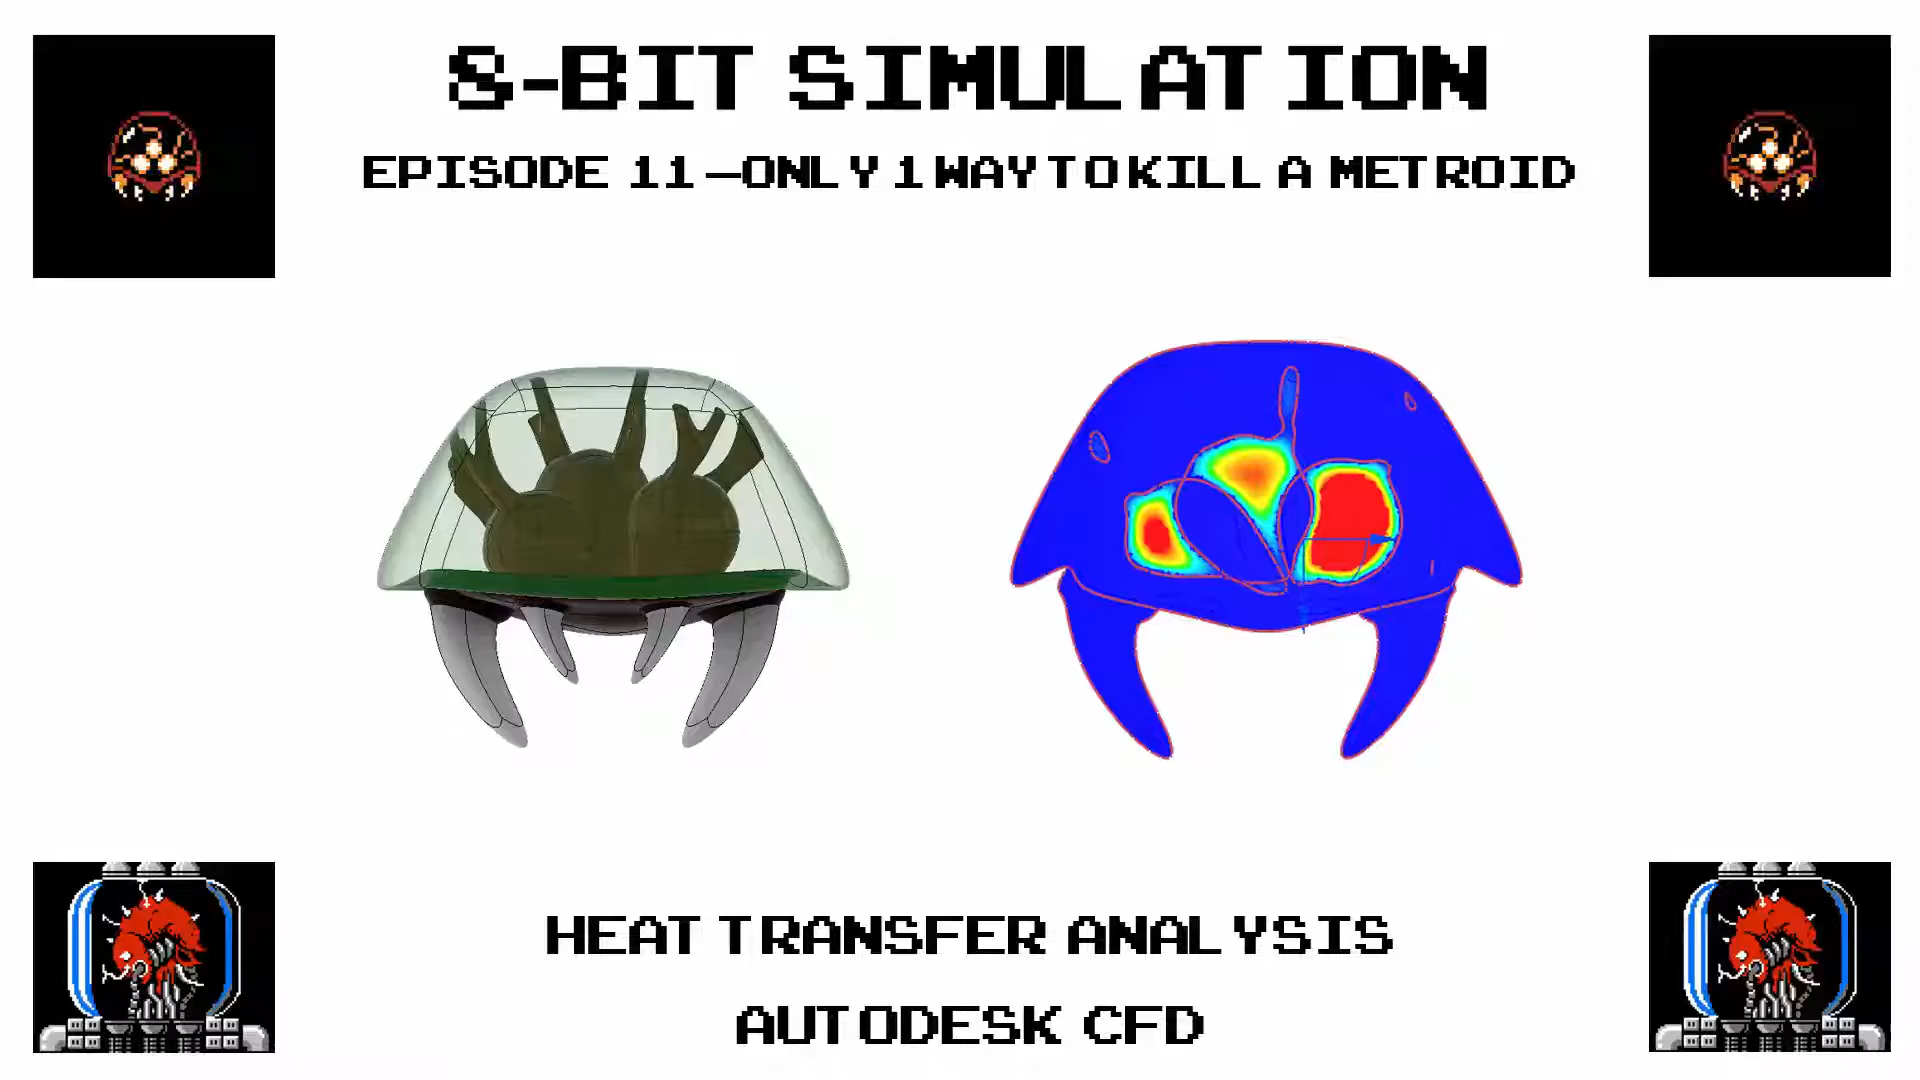 8-BIT SIMULATION
EPISODE 11 – ONLY 1 WAY TO KILL A METROID
HEAT TRANSFER ANALYSIS
AUTODESK CFD